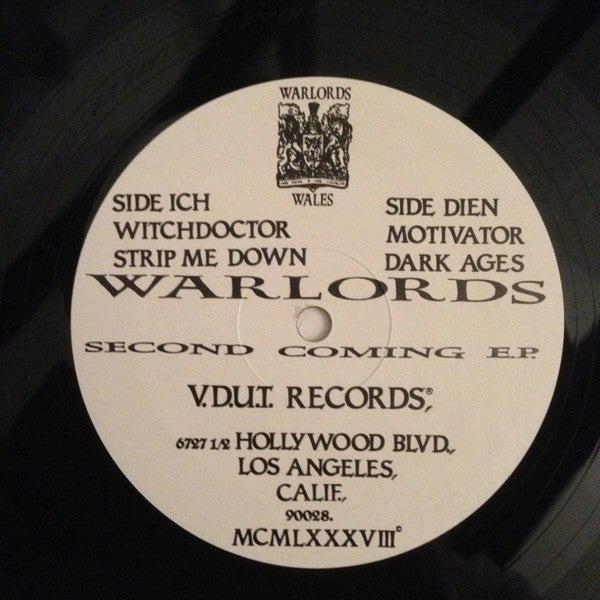 WARLORDS
WALES
SIDE ICH
WITCHDOCTOR
STRIP ME DOWN
SIDE DIEN
MOTIVATOR
DARK AGES
WARLORDS
SECOND COMING E.P.
V.D.U.T. RECORDS,®
6727 1/2 HOLLYWOOD BLVD.,
LOS ANGELES,
CALIF.,
90028.
MCMLXXXVIII°